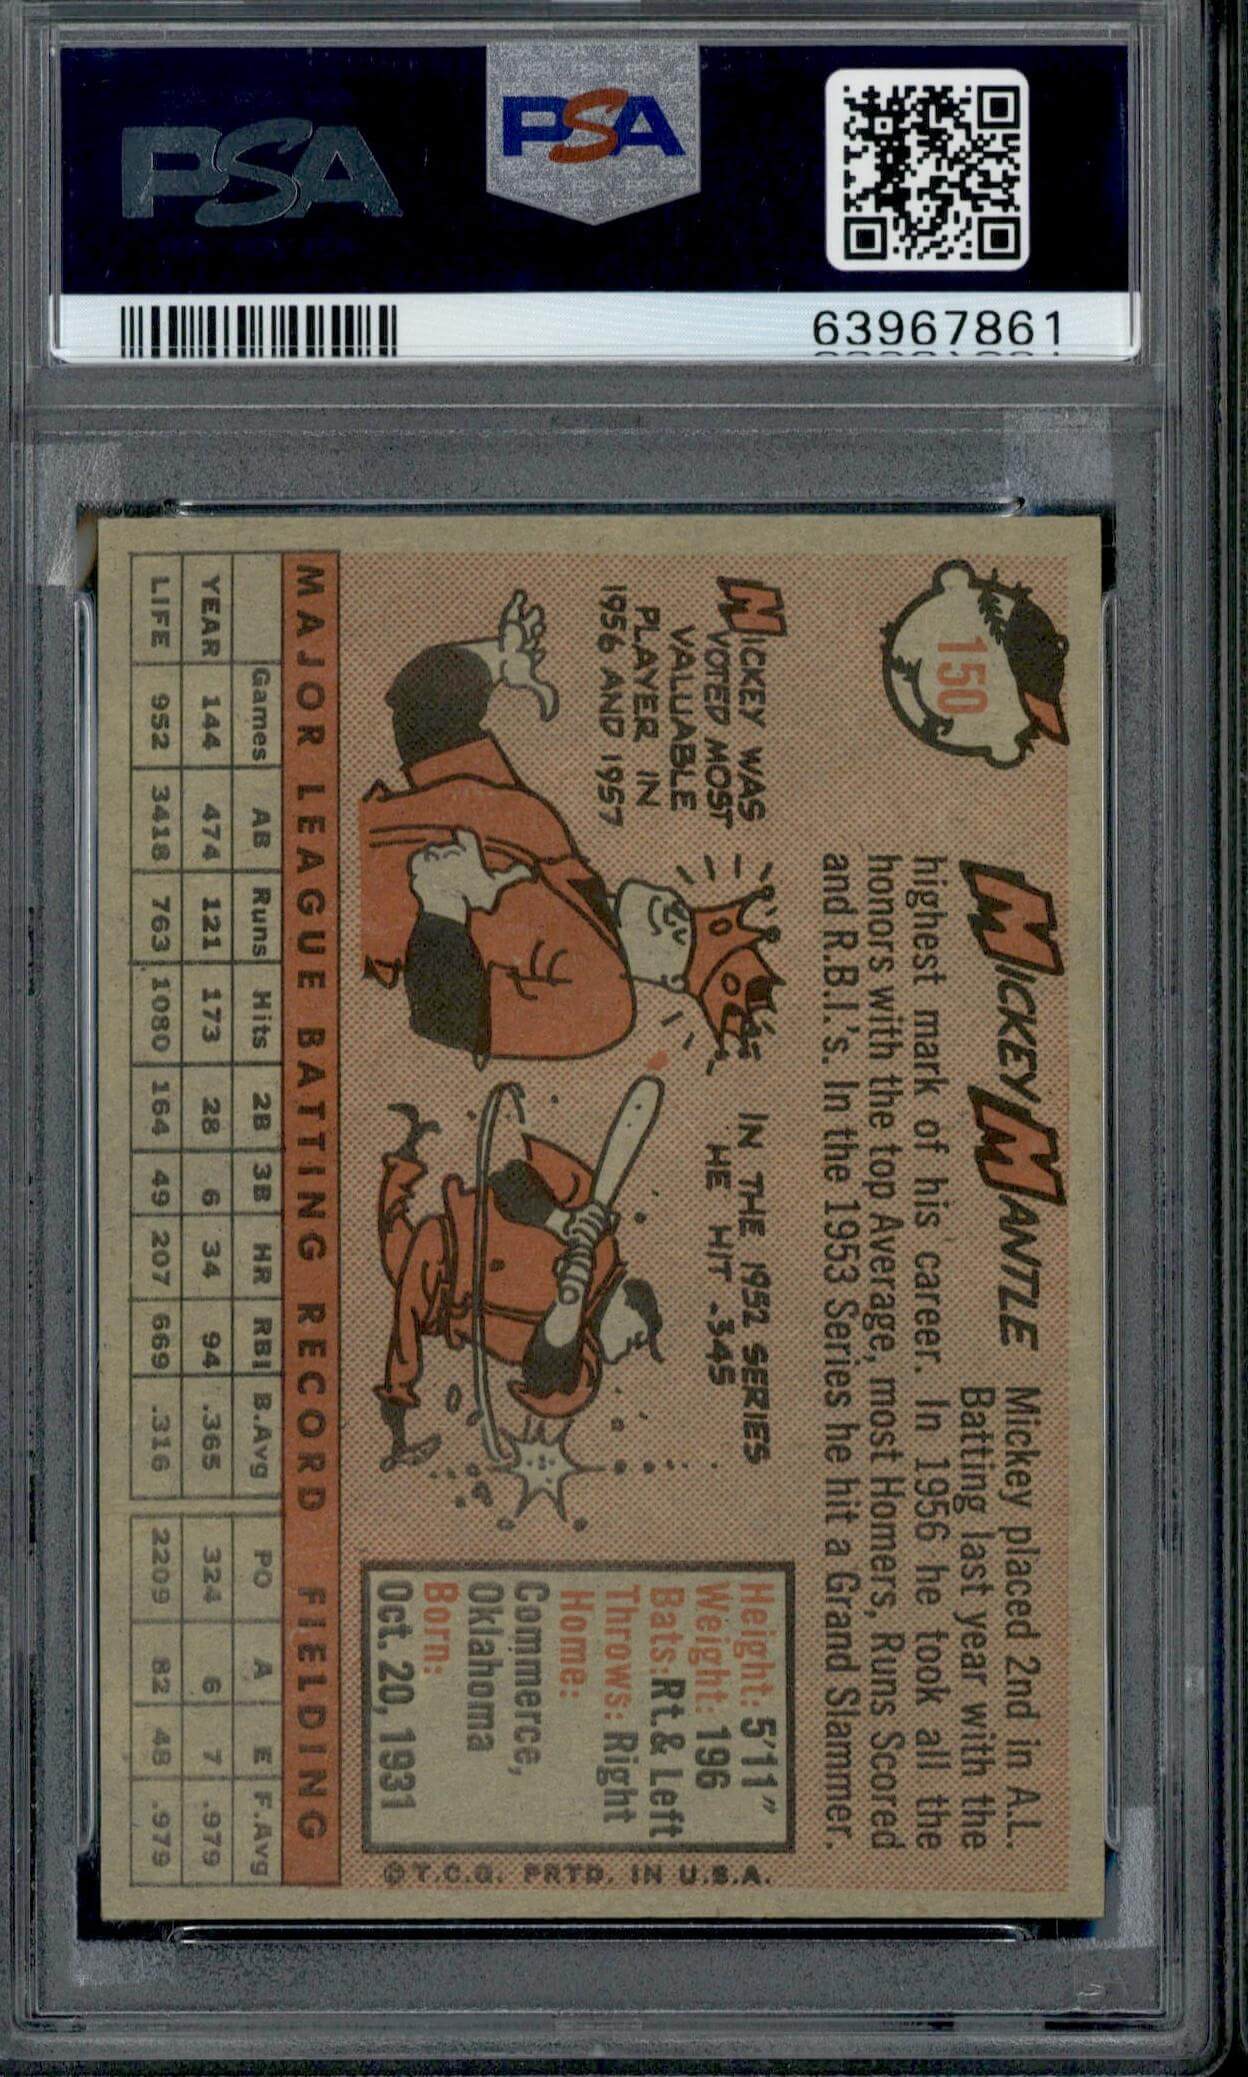 PSA
PSA
63967861
150
MICKEY MANTLE
Mickey placed 2nd in A.L.
Batting last year with the
highest mark of his career. In 1956 he took all the
honors with the top Average, most Homers, Runs Scored
and R.B.I.'s. In the 1953 Series he hit a Grand Slammer.
MICKEY WAS
VOTED MOST
VALUABLE
PLAYER IN
1956 AND 1957
IN THE 1952 SERIES
HE HIT .345
Height: 5'11"
Weight: 196
Bats: Rt. & Left
Throws: Right
Home:
Commerce,
Oklahoma
Born:
Oct. 20, 1931
© T.C.G. PRTD. IN U.S.A.
MAJOR LEAGUE BATTING RECORD FIELDING
Games AB Runs Hits 2B 3B HR RBI B.Avg PO A E F.Avg
YEAR 144 474 121 173 28 6 34 94 .365 324 6 7 .979
LIFE 952 3418 763 1080 164 49 207 669 .316 2209 82 48 .979